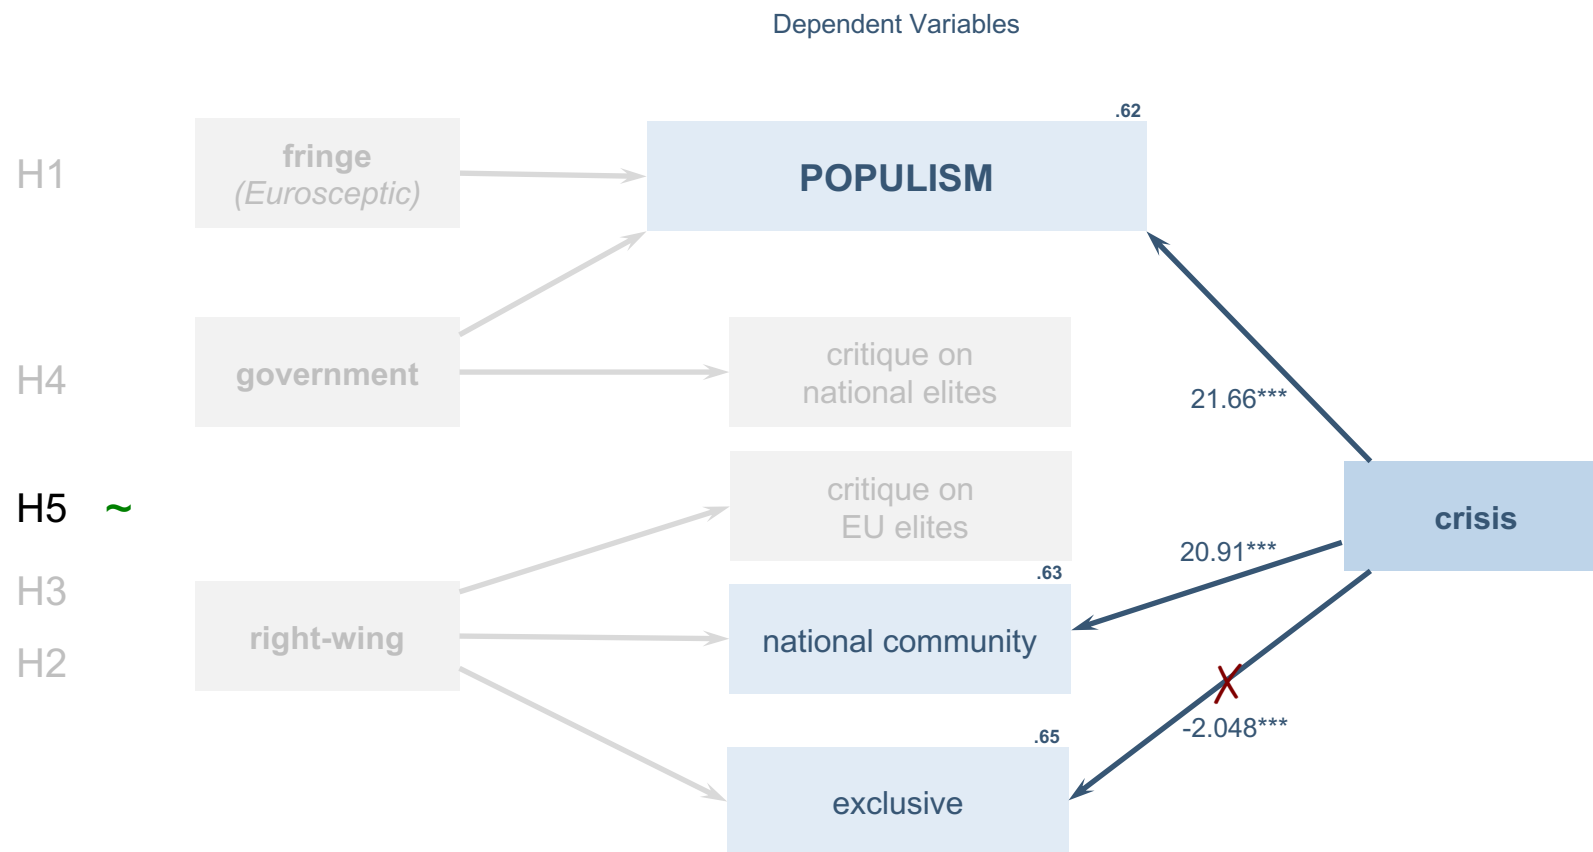 Dependent Variables
.62
H1
fringe
(Eurosceptic)
POPULISM
H4
government
critique on
national elites
21.66***
H5 ~
critique on
EU elites
crisis
20.91***
.63
H3
right-wing
national community
H2
-2.048***
.65
exclusive